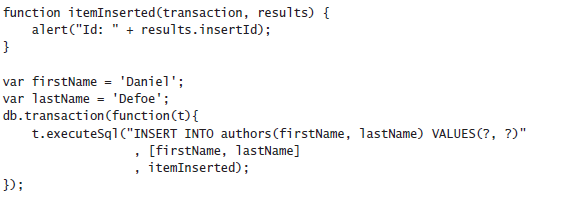 function itemInserted(transaction, results) {
    alert("Id: " + results.insertId);
}

var firstName = 'Daniel';
var lastName = 'Defoe';
db.transaction(function(t){
    t.executeSql("INSERT INTO authors(firstName, lastName) VALUES(?, ?)"
                  , [firstName, lastName]
                  , itemInserted);
});